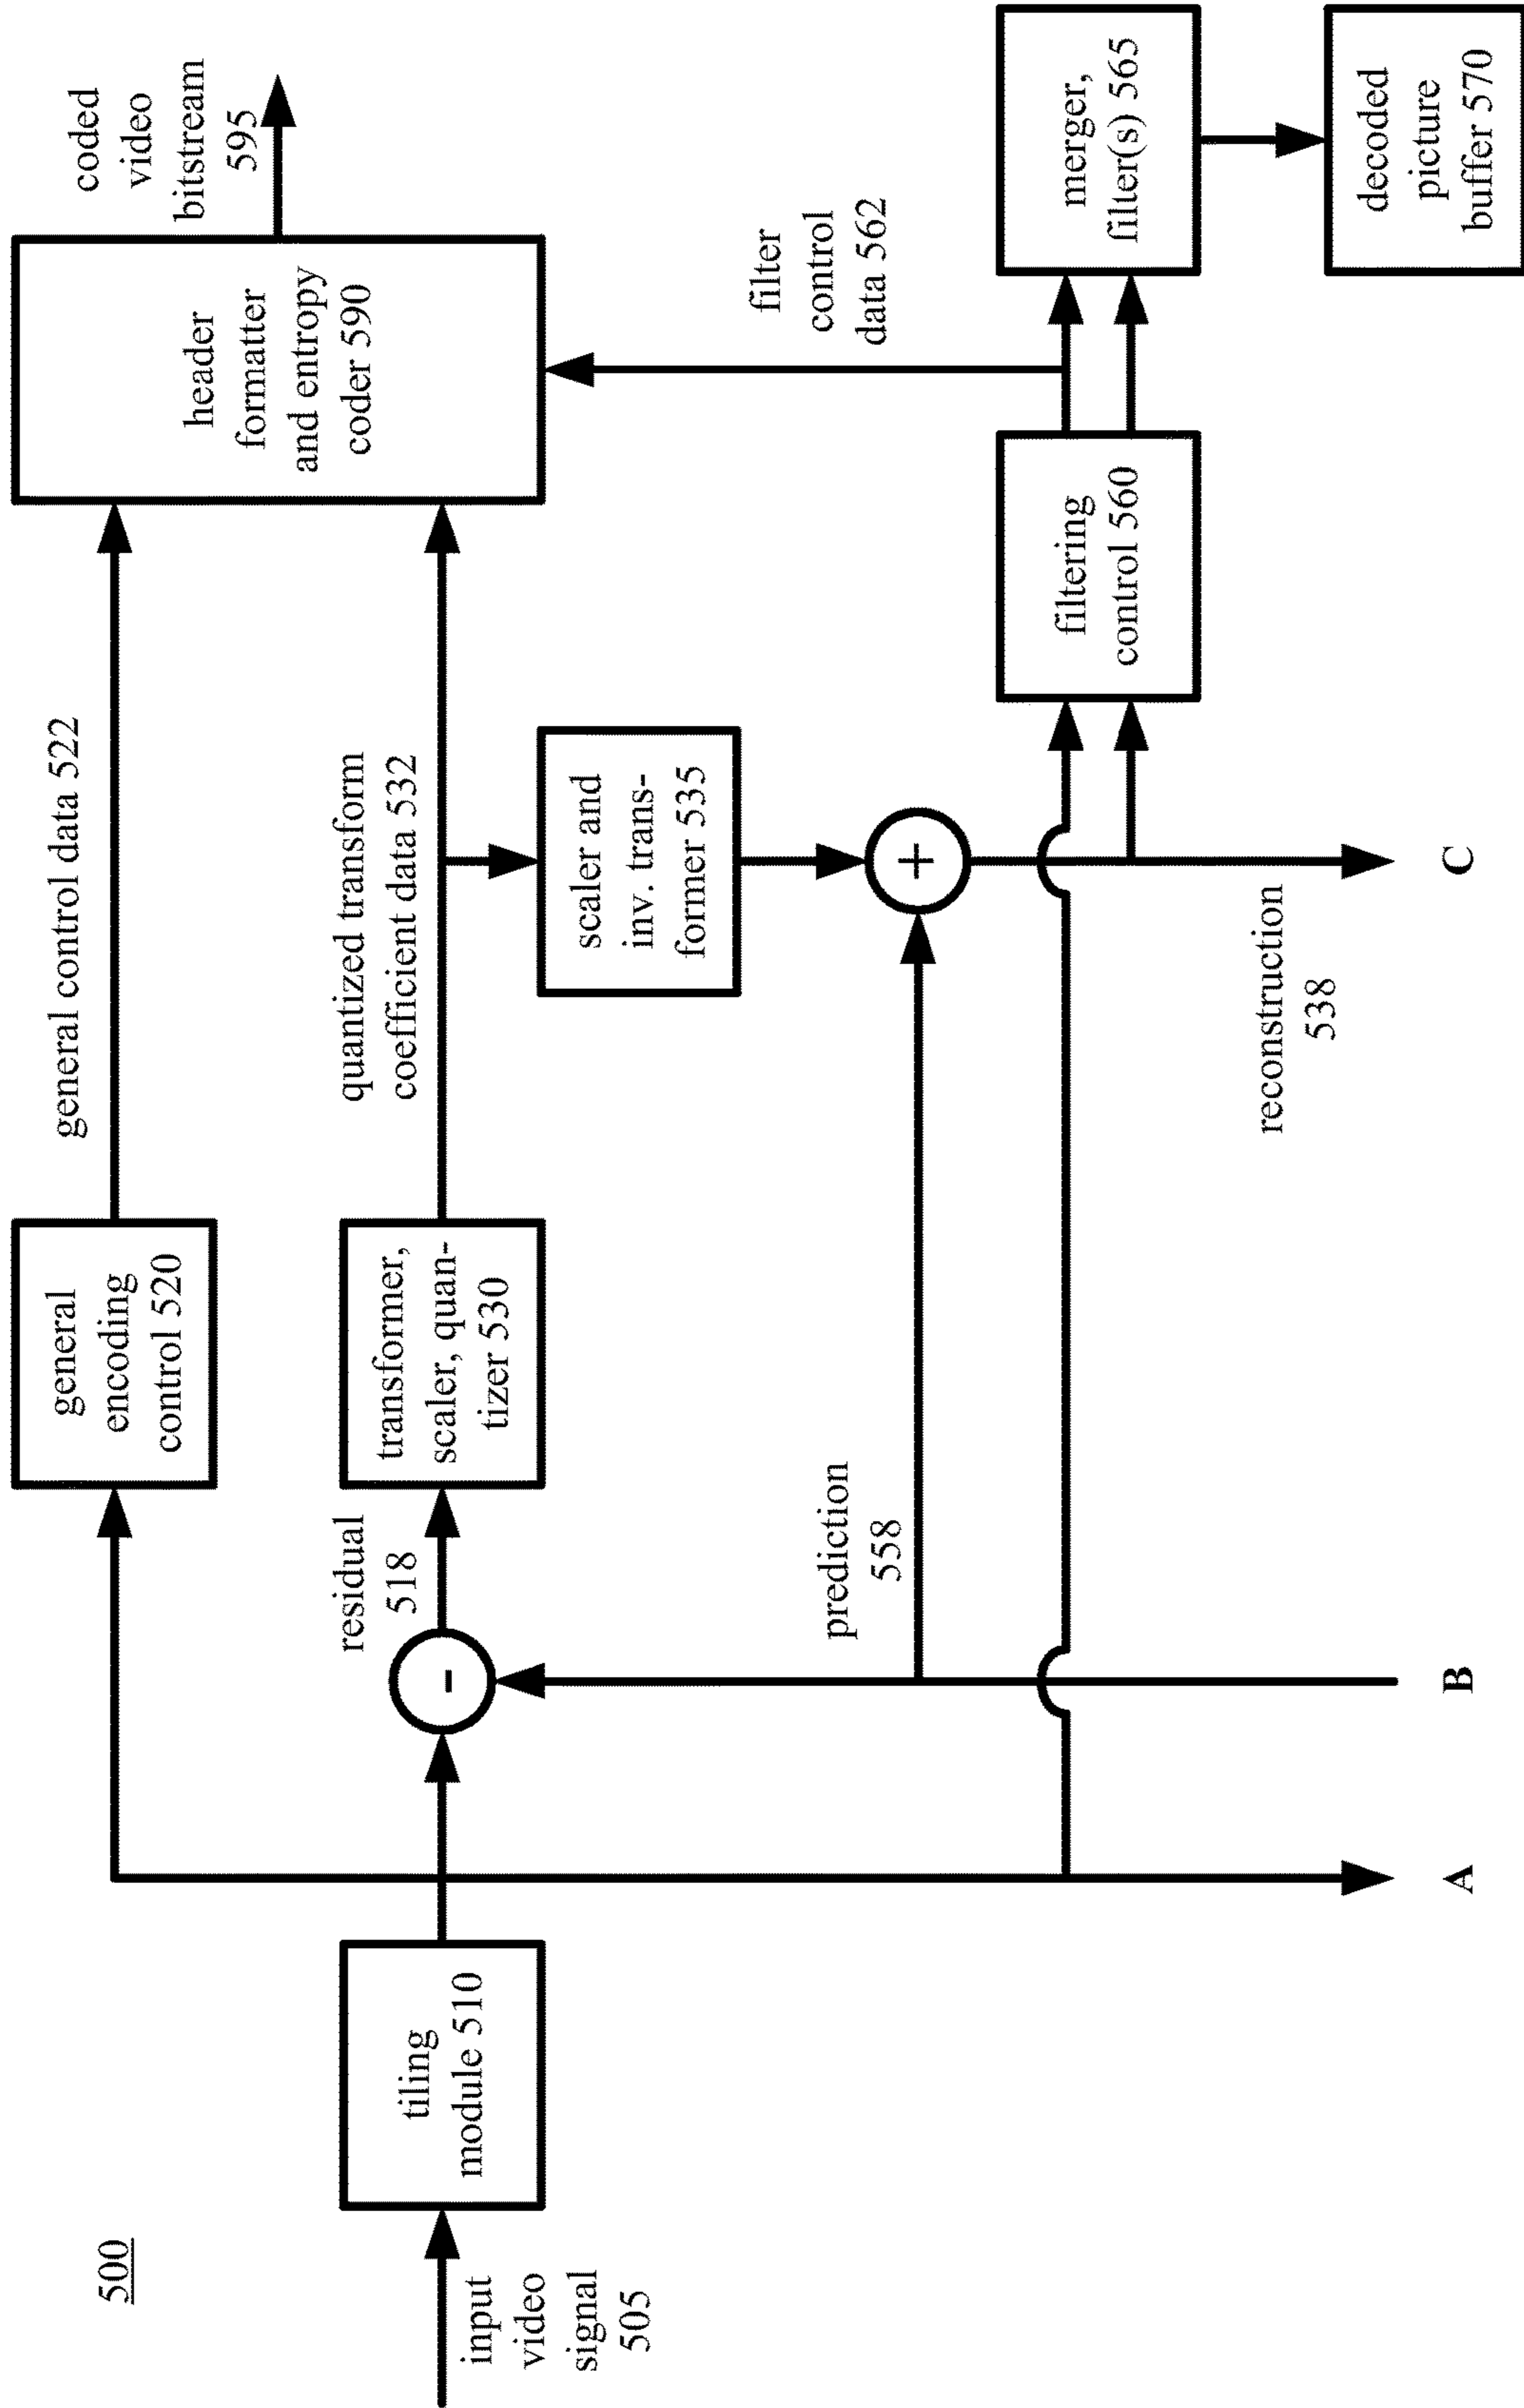 500
input
video
signal
505
tiling
module 510
general
encoding
control 520
general control data 522
residual
518
transformer,
scaler, quan-
tizer 530
quantized transform
coefficient data 532
header
formatter
and entropy
coder 590
coded
video
bitstream
595
scaler and
inv. trans-
former 535
prediction
558
-
+
filter
control
data 562
filtering
control 560
merger,
filter(s) 565
decoded
picture
buffer 570
reconstruction
538
A
B
C